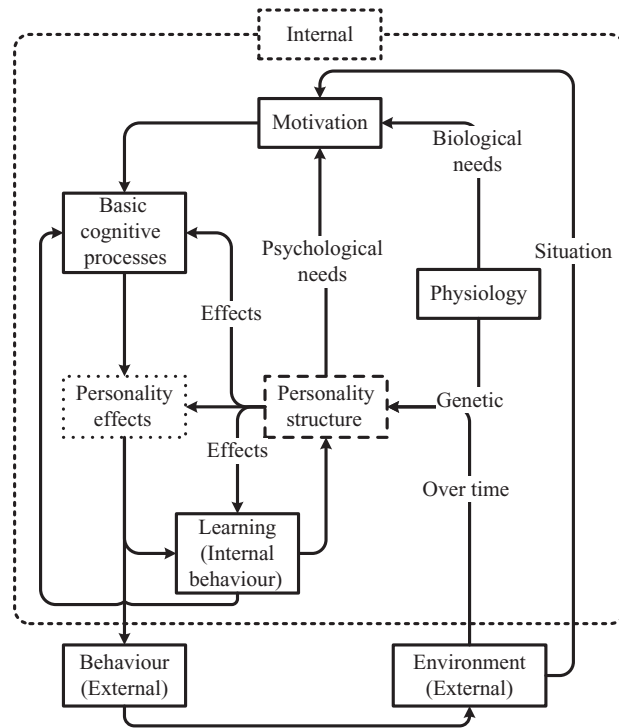 Internal
Motivation
Biological
needs
Basic
cognitive
processes
Psychological
needs
Situation
Physiology
Effects
Personality
effects
Personality
structure
Genetic
Effects
Over time
Learning
(Internal
behaviour)
Behaviour
(External)
Environment
(External)